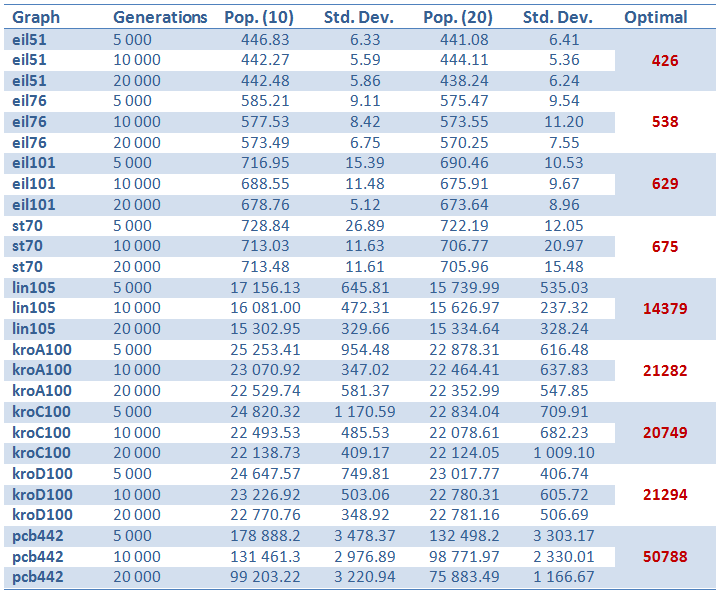 Graph Generations Pop. (10) Std. Dev. Pop. (20) Std. Dev. Optimal
eil51 5 000 446.83 6.33 441.08 6.41
eil51 10 000 442.27 5.59 444.11 5.36 426
eil51 20 000 442.48 5.86 438.24 6.24
eil76 5 000 585.21 9.11 575.47 9.54
eil76 10 000 577.53 8.42 573.55 11.20 538
eil76 20 000 573.49 6.75 570.25 7.55
eil101 5 000 716.95 15.39 690.46 10.53
eil101 10 000 688.55 11.48 675.91 9.67 629
eil101 20 000 678.76 5.12 673.64 8.96
st70 5 000 728.84 26.89 722.19 12.05
st70 10 000 713.03 11.63 706.77 20.97 675
st70 20 000 713.48 11.61 705.96 15.48
lin105 5 000 17 156.13 645.81 15 739.99 535.03
lin105 10 000 16 081.00 472.31 15 626.97 237.32 14379
lin105 20 000 15 302.95 329.66 15 334.64 328.24
kroA100 5 000 25 253.41 954.48 22 878.31 616.48
kroA100 10 000 23 070.92 347.02 22 464.41 637.83 21282
kroA100 20 000 22 529.74 581.37 22 352.99 547.85
kroC100 5 000 24 820.32 1 170.59 22 834.04 709.91
kroC100 10 000 22 493.53 485.53 22 078.61 682.23 20749
kroC100 20 000 22 138.73 409.17 22 124.05 1 009.10
kroD100 5 000 24 647.57 749.81 23 017.77 406.74
kroD100 10 000 23 226.92 503.06 22 780.31 605.72 21294
kroD100 20 000 22 770.76 348.92 22 781.16 506.69
pcb442 5 000 178 888.2 3 478.37 132 498.2 3 303.17
pcb442 10 000 131 461.3 2 976.89 98 771.97 2 330.01 50788
pcb442 20 000 99 203.22 3 220.94 75 883.49 1 166.67